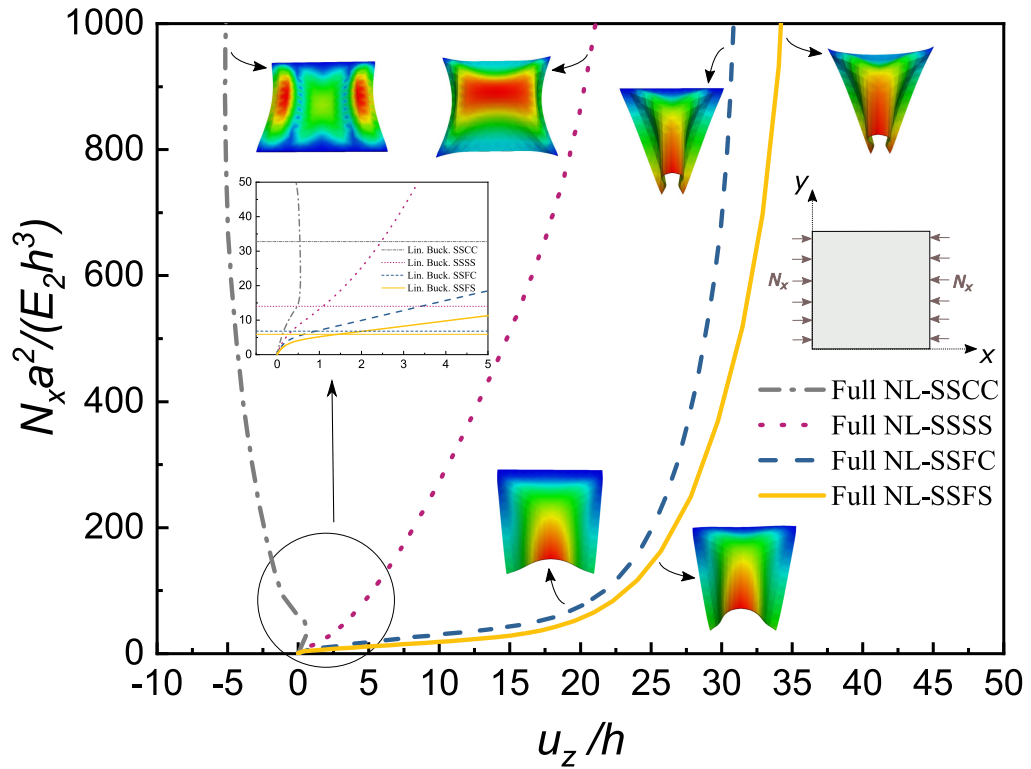 1000
800
600
400
200
0
-10 -5 0 5 10 15 20 25 30 35 40 45 50
N_x a^2/(E_2 h^3)
u_z /h
50
40
30
20
10
0
0 1 2 3 4 5
Lin. Buck. SSCC
Lin. Buck. SSSS
Lin. Buck. SSFC
Lin. Buck. SSFS
y
N_x N_x
x
Full NL-SSCC
Full NL-SSSS
Full NL-SSFC
Full NL-SSFS